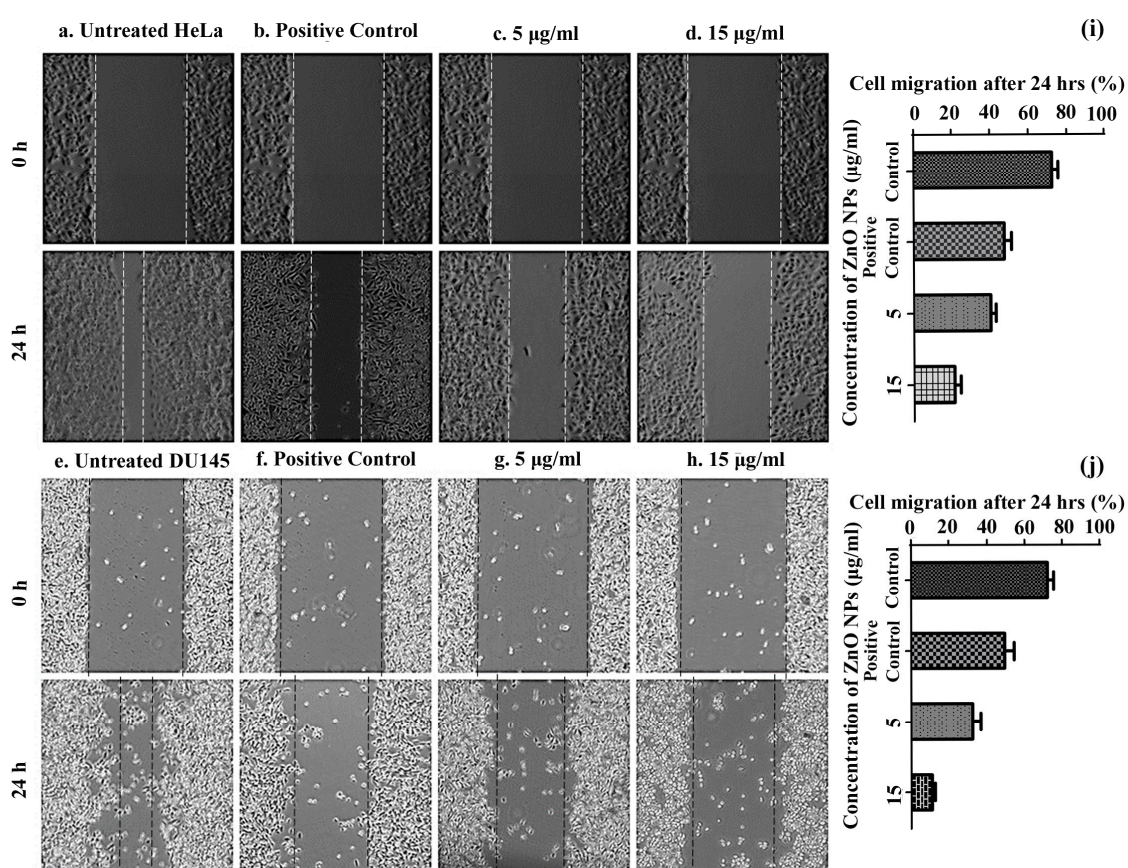 a. Untreated HeLa
b. Positive Control
c. 5 μg/ml
d. 15 μg/ml
0 h
24 h
(i)
Cell migration after 24 hrs (%)
0 20 40 60 80 100
Concentration of ZnO NPs (μg/ml)
Control
Positive
Control
5
15
e. Untreated DU145
f. Positive Control
g. 5 μg/ml
h. 15 μg/ml
0 h
24 h
(j)
Cell migration after 24 hrs (%)
0 20 40 60 80 100
Concentration of ZnO NPs (μg/ml)
Control
Positive
Control
5
15